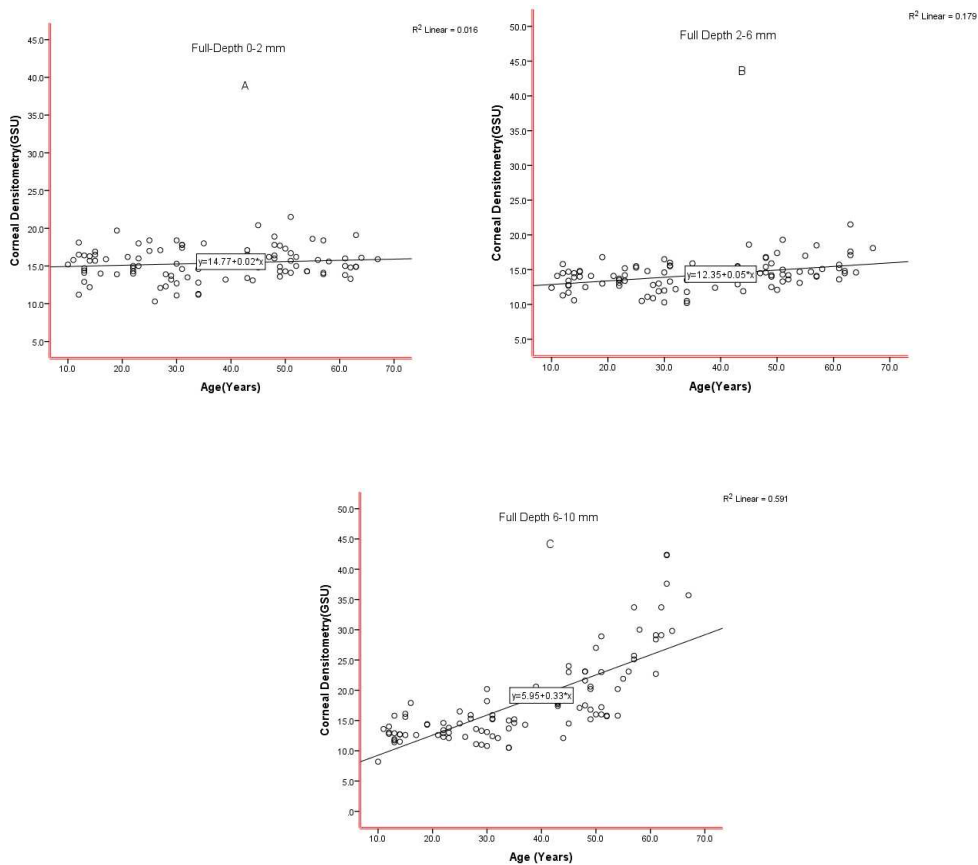 R² Linear = 0.016
Full-Depth 0-2 mm
A
45.0
40.0
35.0
30.0
25.0
20.0
15.0
10.0
5.0
Corneal Densitometry(GSU)
y=14.77+0.02*x
10.0 20.0 30.0 40.0 50.0 60.0 70.0
Age(Years)
R² Linear = 0.179
Full Depth 2-6 mm
B
50.0
45.0
40.0
35.0
30.0
25.0
20.0
15.0
10.0
5.0
Corneal Densitometry(GSU)
y=12.35+0.05*x
10.0 20.0 30.0 40.0 50.0 60.0 70.0
Age(Years)
R² Linear = 0.591
Full Depth 6-10 mm
C
50.0
45.0
40.0
35.0
30.0
25.0
20.0
15.0
10.0
5.0
.0
Corneal Densitometry(GSU)
y=5.95+0.33*x
10.0 20.0 30.0 40.0 50.0 60.0 70.0
Age (Years)